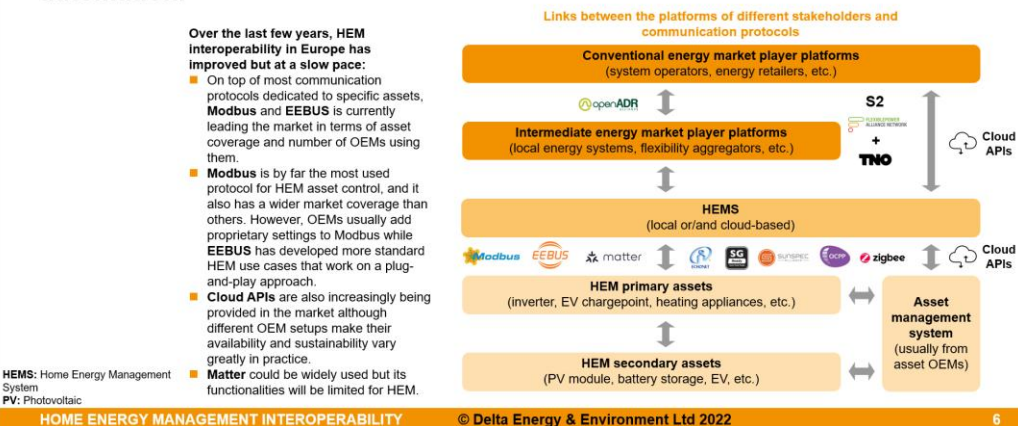 Over the last few years, HEM
interoperability in Europe has
improved but at a slow pace:
On top of most communication
protocols dedicated to specific assets,
Modbus and EEBUS is currently
leading the market in terms of asset
coverage and number of OEMs using
them.
Modbus is by far the most used
protocol for HEM asset control, and it
also has a wider market coverage than
others. However, OEMs usually add
proprietary settings to Modbus while
EEBUS has developed more standard
HEM use cases that work on a plug-
and-play approach.
Cloud APIs are also increasingly being
provided in the market although
different OEM setups make their
availability and sustainability vary
greatly in practice.
Matter could be widely used but its
functionalities will be limited for HEM.
HEMS: Home Energy Management
System
PV: Photovoltaic
Links between the platforms of different stakeholders and
communication protocols
Conventional energy market player platforms
(system operators, energy retailers, etc.)
openADR
S2
FLEXIBLEPOWER
ALLIANCE NETWORK
+
TNO
Cloud
APIs
Intermediate energy market player platforms
(local energy systems, flexibility aggregators, etc.)
HEMS
(local or/and cloud-based)
Modbus
EEBUS
matter
SG
SUNSPEC
OCPP
zigbee
Cloud
APIs
HEM primary assets
(inverter, EV chargepoint, heating appliances, etc.)
Asset
management
system
(usually from
asset OEMs)
HEM secondary assets
(PV module, battery storage, EV, etc.)
HOME ENERGY MANAGEMENT INTEROPERABILITY
© Delta Energy & Environment Ltd 2022
6